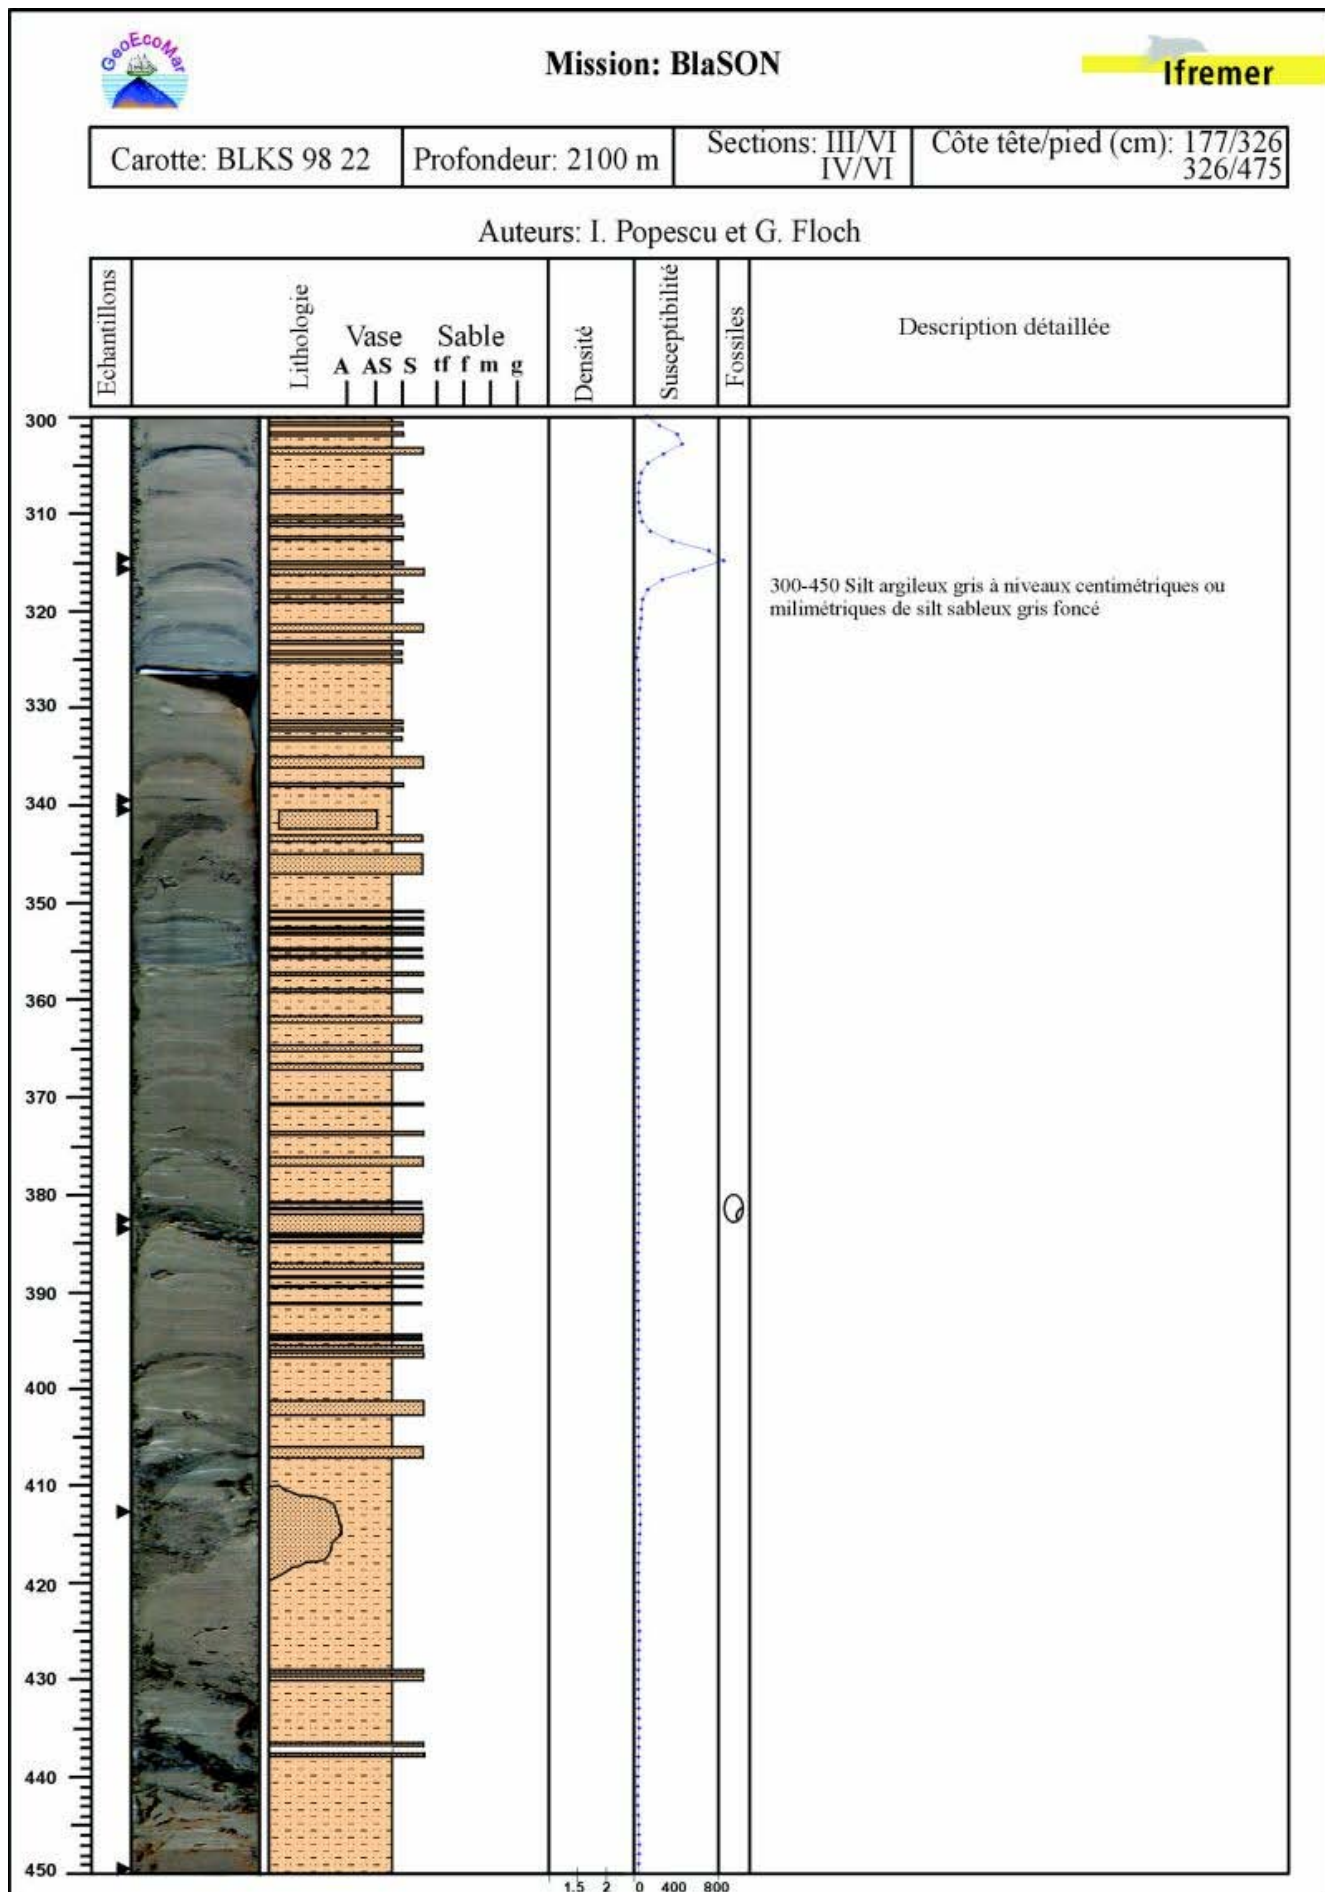 GeoEcoMar
Mission: BlaSON
Ifremer
Carotte: BLKS 98 22
Profondeur: 2100 m
Sections: III/VI
IV/VI
Côte tête/pied (cm): 177/326
326/475
Auteurs: I. Popescu et G. Floch
Echantillons
Lithologie
Vase Sable
A AS S tf f m g
Densité
Susceptibilité
Fossiles
Description détaillée
300
310
320
330
340
350
360
370
380
390
400
410
420
430
440
450
300-450 Silt argileux gris à niveaux centimétriques ou
milimétriques de silt sableux gris foncé
1.5 2 0 400 800